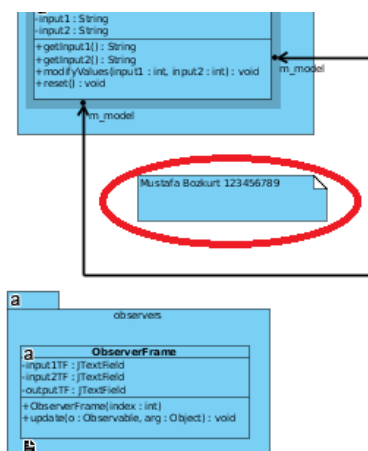 -input1 : String
-input2 : String
+getInput1() : String
+getInput2() : String
+modifyValues(input1 : int, input2 : int) : void
+reset() : void
m_model
m_model
Mustafa Bozkurt 123456789
a
observers
a
ObserverFrame
-input1TF : JTextField
-input2TF : JTextField
-outputTF : JTextField
+ObserverFrame(index : int)
+update(o : Observable, arg : Object) : void